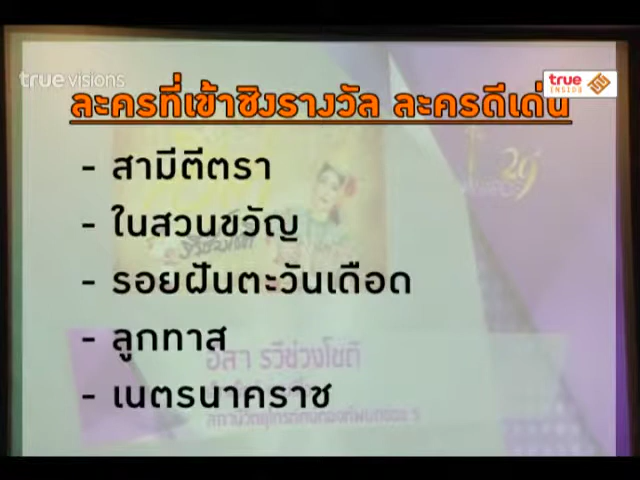 true visions
true
INSIDE
ละครที่เข้าชิงรางวัล ละครดีเด่น
- สามีตีตรา
- ในสวนขวัญ
- รอยฝันตะวันเดือด
- ลูกทาส
- เนตรนาคราช
อสา รวีช่วงโชติ
29